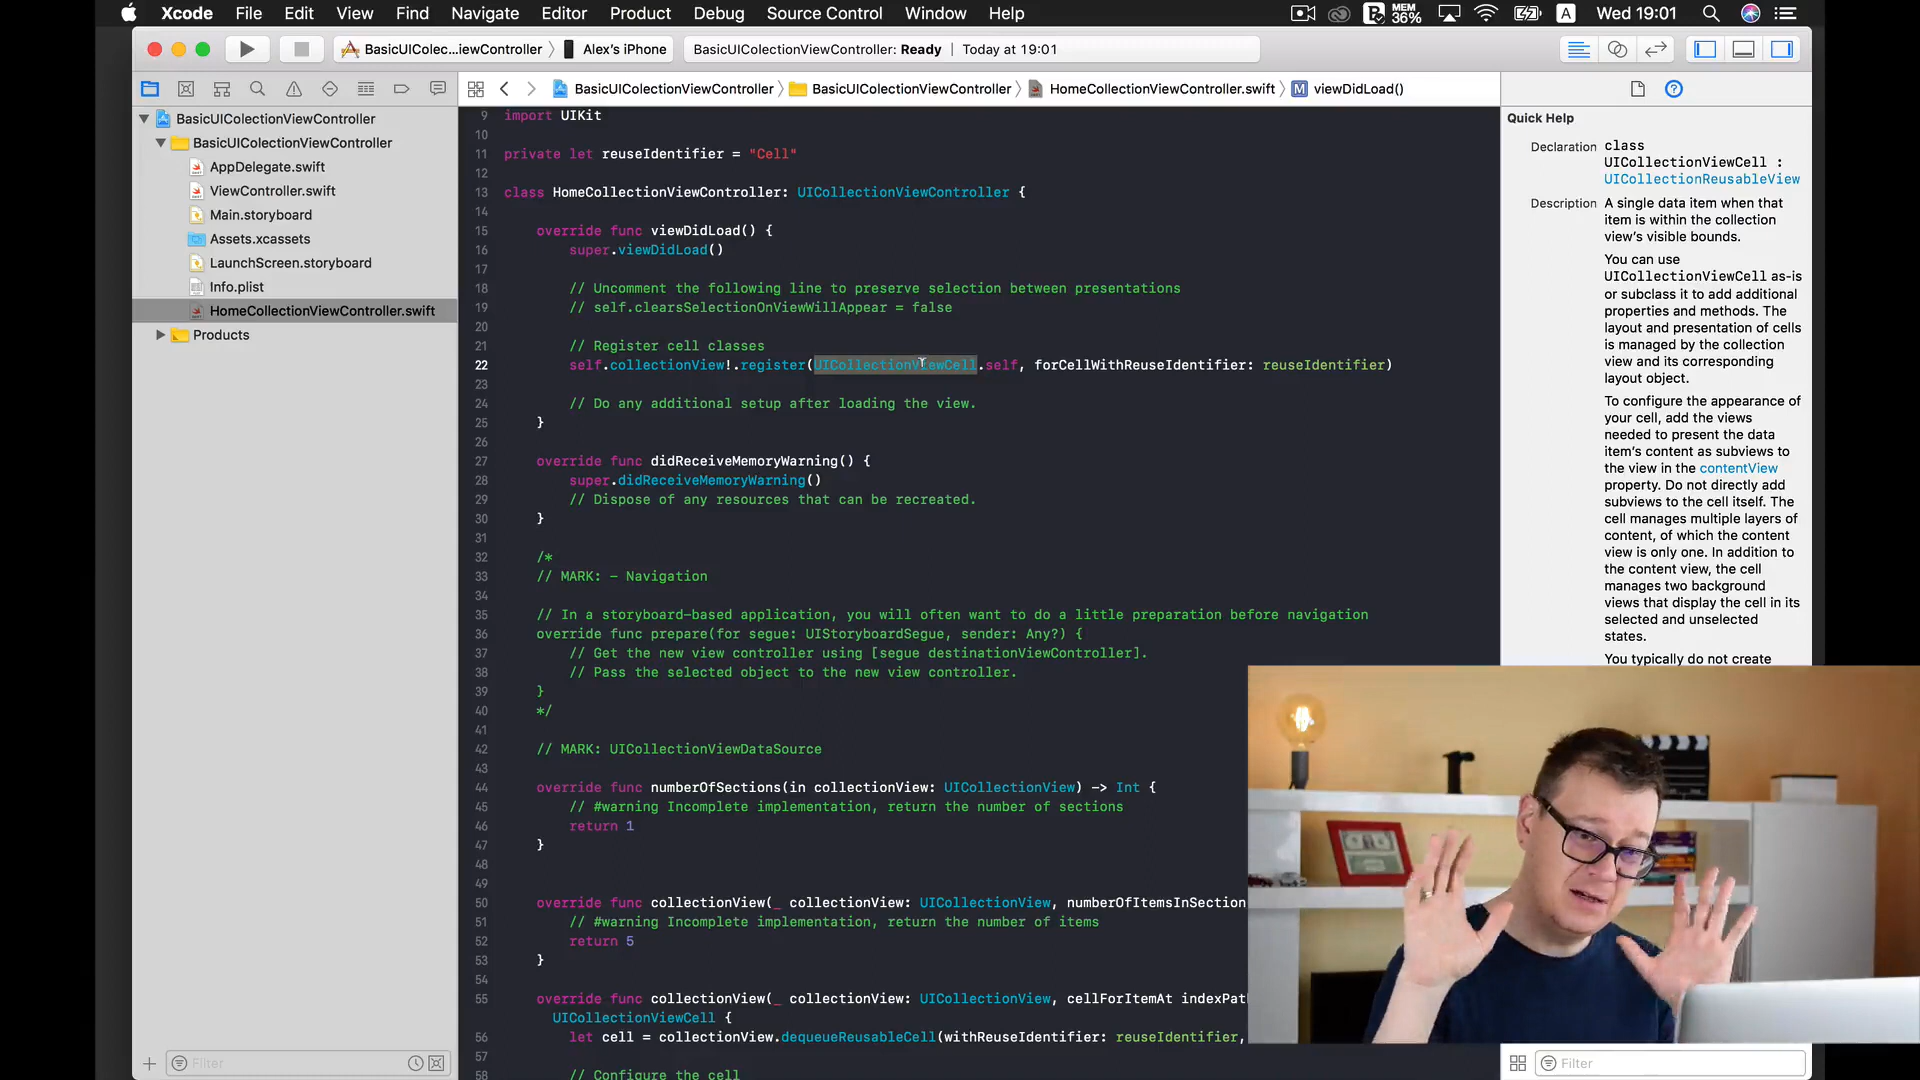 Xcode File Edit View Find Navigate Editor Product Debug Source Control Window Help MEM 36% A Wed 19:01
BasicUIColec...iewController Alex's iPhone BasicUIColectionViewController: Ready Today at 19:01
BasicUIColectionViewController BasicUIColectionViewController HomeCollectionViewController.swift M viewDidLoad()
BasicUIColectionViewController
BasicUIColectionViewController
AppDelegate.swift
ViewController.swift
Main.storyboard
Assets.xcassets
LaunchScreen.storyboard
Info.plist
HomeCollectionViewController.swift
Products
Filter
9 import UIKit
10
11 private let reuseIdentifier = "Cell"
12
13 class HomeCollectionViewController: UICollectionViewController {
14
15 override func viewDidLoad() {
16 super.viewDidLoad()
17
18 // Uncomment the following line to preserve selection between presentations
19 // self.clearsSelectionOnViewWillAppear = false
20
21 // Register cell classes
22 self.collectionView!.register(UICollectionViewCell.self, forCellWithReuseIdentifier: reuseIdentifier)
23
24 // Do any additional setup after loading the view.
25 }
26
27 override func didReceiveMemoryWarning() {
28 super.didReceiveMemoryWarning()
29 // Dispose of any resources that can be recreated.
30 }
31
32 /*
33 // MARK: - Navigation
34
35 // In a storyboard-based application, you will often want to do a little preparation before navigation
36 override func prepare(for segue: UIStoryboardSegue, sender: Any?) {
37 // Get the new view controller using [segue destinationViewController].
38 // Pass the selected object to the new view controller.
39 }
40 */
41
42 // MARK: UICollectionViewDataSource
43
44 override func numberOfSections(in collectionView: UICollectionView) -> Int {
45 // #warning Incomplete implementation, return the number of sections
46 return 1
47 }
48
49
50 override func collectionView(_ collectionView: UICollectionView, numberOfItemsInSection
51 // #warning Incomplete implementation, return the number of items
52 return 5
53 }
54
55 override func collectionView(_ collectionView: UICollectionView, cellForItemAt indexPat
UICollectionViewCell {
56 let cell = collectionView.dequeueReusableCell(withReuseIdentifier: reuseIdentifier,
57
58 // Configure the cell
Quick Help
Declaration class
UICollectionViewCell :
UICollectionReusableView
Description A single data item when that
item is within the collection
view's visible bounds.
You can use
UICollectionViewCell as-is
or subclass it to add additional
properties and methods. The
layout and presentation of cells
is managed by the collection
view and its corresponding
layout object.
To configure the appearance of
your cell, add the views
needed to present the data
item's content as subviews to
the view in the contentView
property. Do not directly add
subviews to the cell itself. The
cell manages multiple layers of
content, of which the content
view is only one. In addition to
the content view, the cell
manages two background
views that display the cell in its
selected and unselected
states.
You typically do not create
Filter